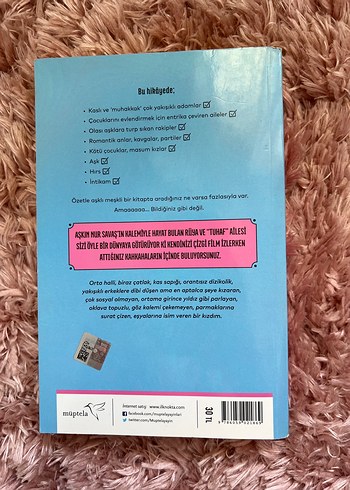 Bu hikâyede;
Kaslı ve 'muhakkak' çok yakışıklı adamlar
Çocuklarını evlendirmek için entrika çeviren aileler
Olası aşklara turp sıkan rakipler
Romantik anlar, kavgalar, partiler
Kötü çocuklar, masum kızlar
Aşk
Hırs
İntikam
Özetle aşklı meşkli bir kitapta aradığınız ne varsa fazlasıyla var.
Amaaaaaa... Bildiğiniz gibi değil.
AŞKIM NUR SAVAŞ'IN KALEMİYLE HAYAT BULAN RÜYA VE "TUHAF" AİLESİ
SİZİ ÖYLE BİR DÜNYAYA GÖTÜRÜYOR Kİ KENDİNİZİ ÇİZGİ FİLM İZLERKEN
ATTIĞINIZ KAHKAHALARIN İÇİNDE BULUYORSUNUZ.
Orta halli, biraz çatlak, kas sapığı, orantısız dizikolik,
yakışıklı erkeklere dibi düşen ama en aptalca şeye kızaran,
çok sosyal olmayan, ortama girince yıldız gibi parlayan,
oklava topuzlu, göz kalemi çekemeyen, parmaklarına
surat çizen, eşyalarına isim veren bir kızdım.
müptela
İnternet satış: www.ilknokta.com
facebook.com/muptelayayinlari
twitter.com/Muptelayayin
30 TL